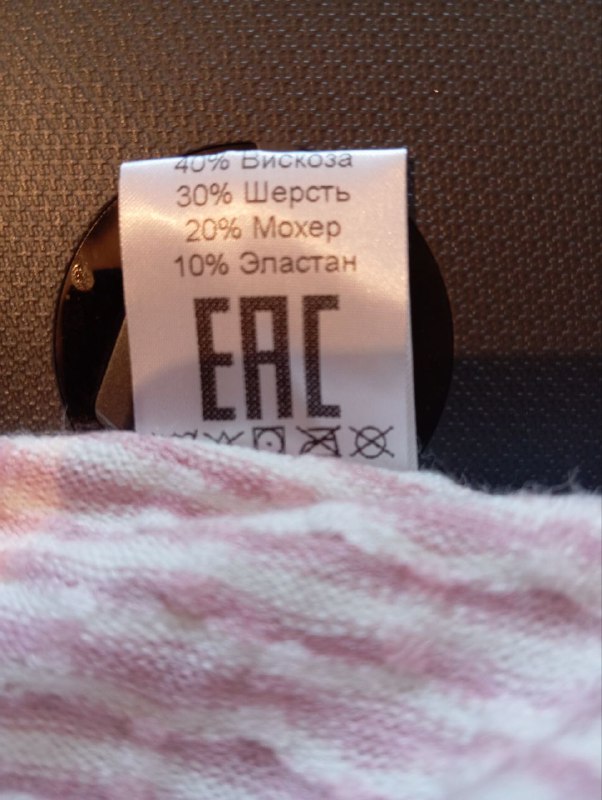 40% Вискоза
30% Шерсть
20% Мохер
10% Эластан
EAC